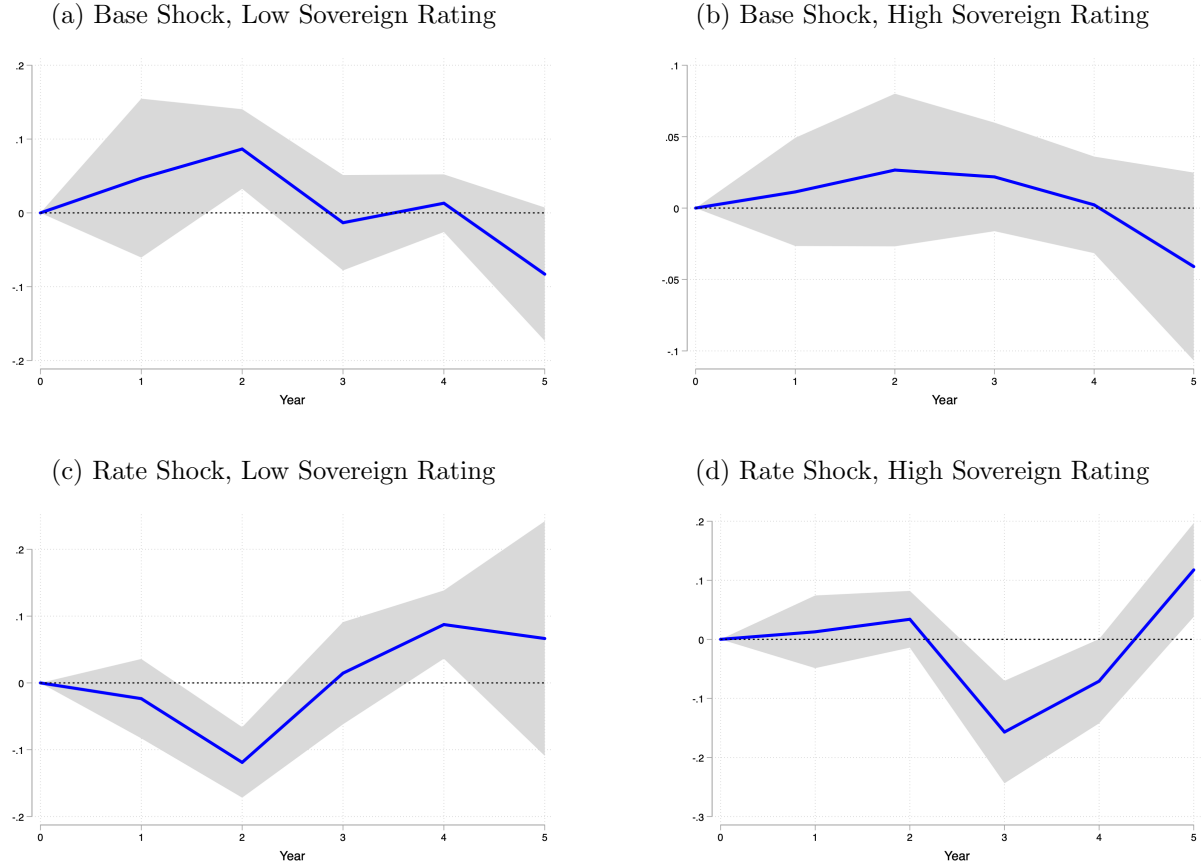 (a) Base Shock, Low Sovereign Rating
.2
.1
0
-.1
-.2
0 1 2 3 4 5
Year
(b) Base Shock, High Sovereign Rating
.1
.05
0
-.05
-.1
0 1 2 3 4 5
Year
(c) Rate Shock, Low Sovereign Rating
.2
.1
0
-.1
-.2
0 1 2 3 4 5
Year
(d) Rate Shock, High Sovereign Rating
.2
.1
0
-.1
-.2
-.3
0 1 2 3 4 5
Year